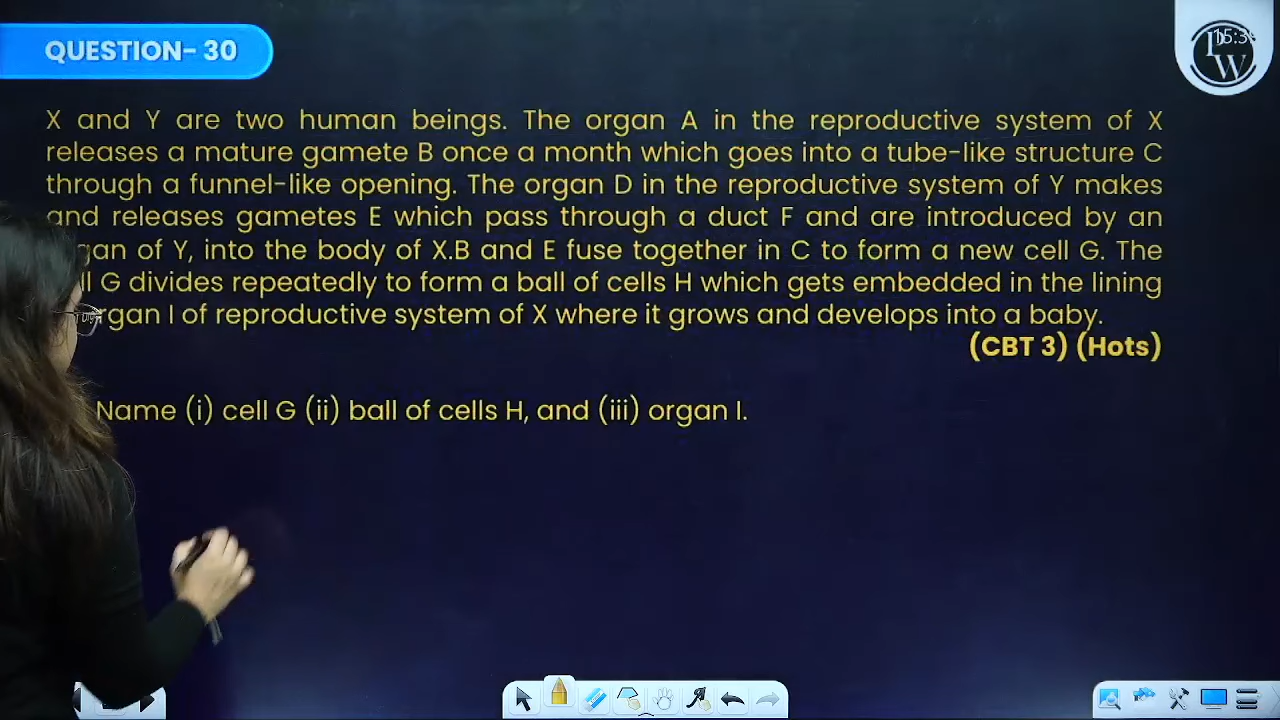 QUESTION- 30
X and Y are two human beings. The organ A in the reproductive system of X
releases a mature gamete B once a month which goes into a tube-like structure C
through a funnel-like opening. The organ D in the reproductive system of Y makes
and releases gametes E which pass through a duct F and are introduced by an
of Y, into the body of X.B and E fuse together in C to form a new cell G. The
G divides repeatedly to form a ball of cells H which gets embedded in the lining
I of reproductive system of X where it grows and develops into a baby.
(CBT 3) (Hots)
Name (i) cell G (ii) ball of cells H, and (iii) organ I.